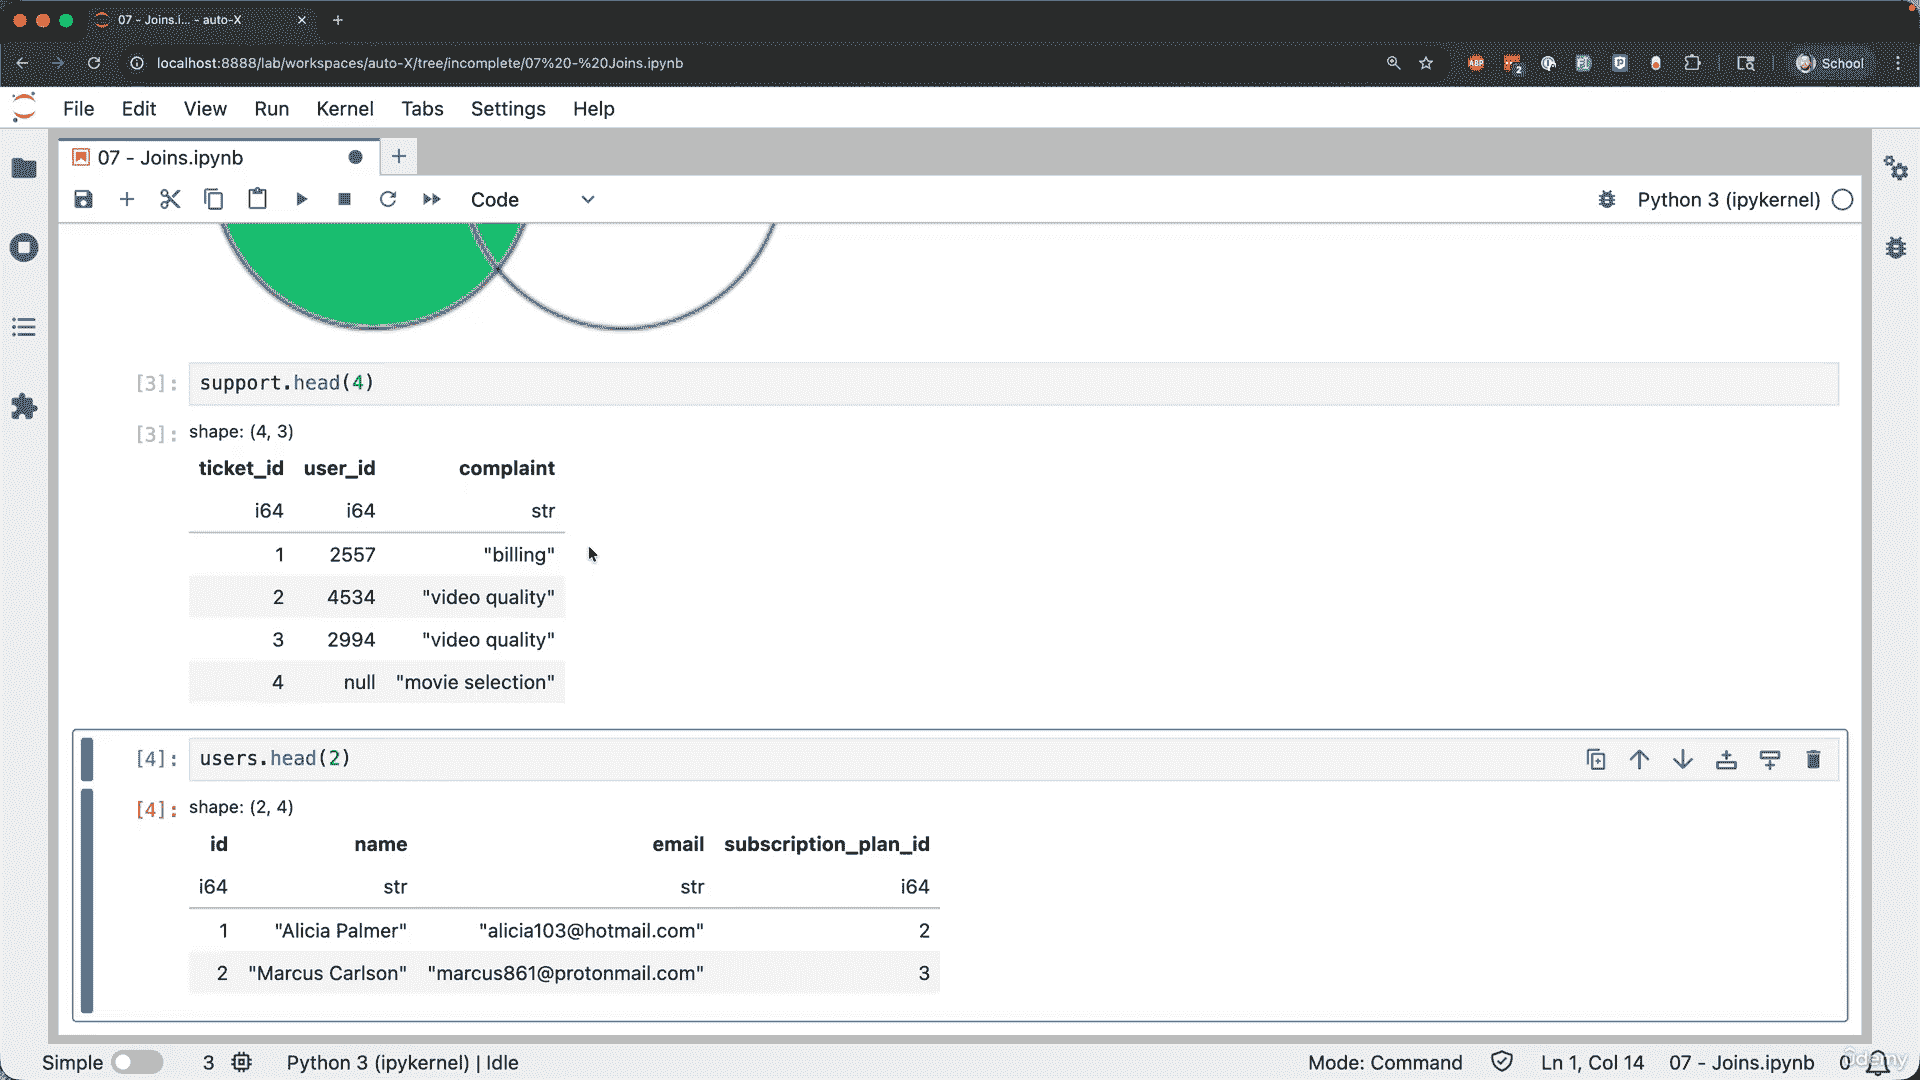 07 - Joins.i... - auto-X
localhost:8888/lab/workspaces/auto-X/tree/incomplete/07%20-%20Joins.ipynb
ABP
2
School
File Edit View Run Kernel Tabs Settings Help
07 - Joins.ipynb
Code
Python 3 (ipykernel)
[3]: support.head(4)
[3]: shape: (4, 3)
ticket_id user_id complaint
i64 i64 str
1 2557 "billing"
2 4534 "video quality"
3 2994 "video quality"
4 null "movie selection"
[4]: users.head(2)
[4]: shape: (2, 4)
id name email subscription_plan_id
i64 str str i64
1 "Alicia Palmer" "alicia103@hotmail.com" 2
2 "Marcus Carlson" "marcus861@protonmail.com" 3
Simple 3 Python 3 (ipykernel) | Idle Mode: Command Ln 1, Col 14 07 - Joins.ipynb 0